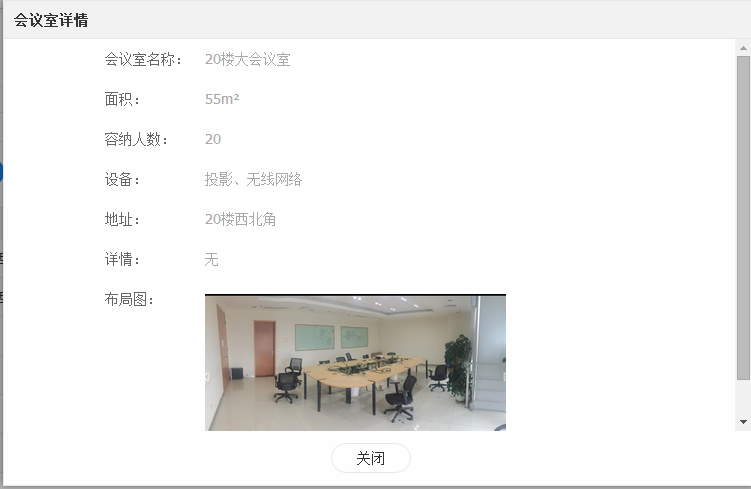 会议室详情
会议室名称： 20楼大会议室
面积： 55m²
容纳人数： 20
设备： 投影、无线网络
地址： 20楼西北角
详情： 无
布局图：
关闭